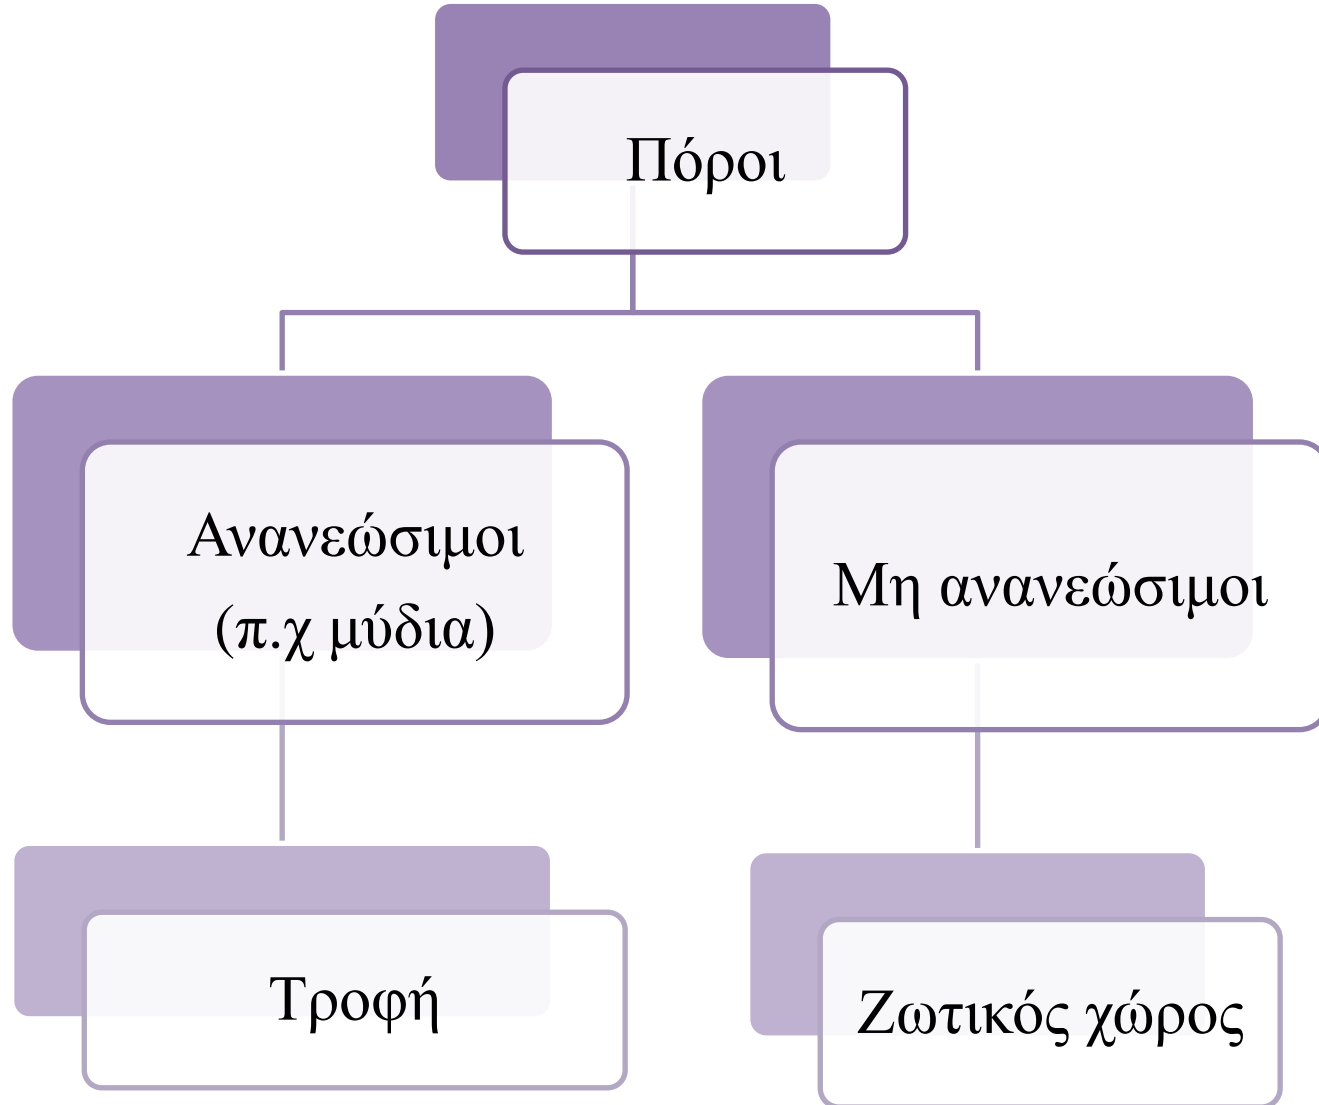 Πόροι
Ανανεώσιμοι
(π.χ μύδια)
Μη ανανεώσιμοι
Τροφή
Ζωτικός χώρος